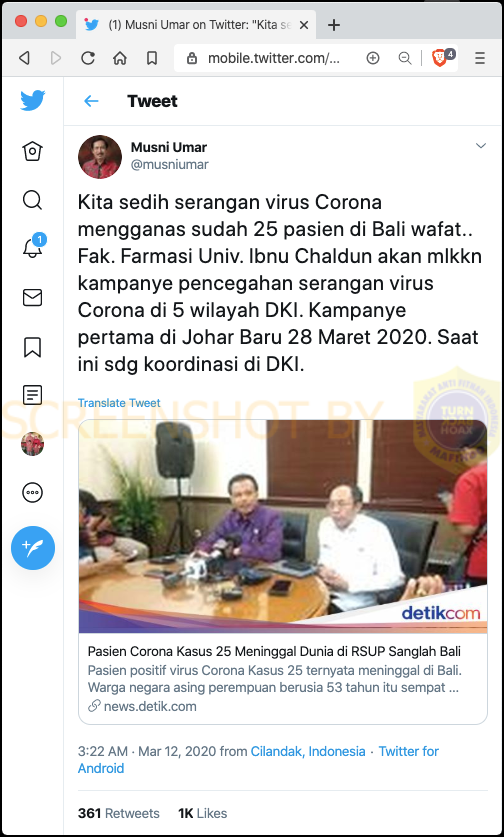 (1) Musni Umar on Twitter: "Kita se
mobile.twitter.com/...
4
Tweet
Musni Umar
@musniumar
Kita sedih serangan virus Corona
mengganas sudah 25 pasien di Bali wafat..
Fak. Farmasi Univ. Ibnu Chaldun akan mlkkn
kampanye pencegahan serangan virus
Corona di 5 wilayah DKI. Kampanye
pertama di Johar Baru 28 Maret 2020. Saat
ini sdg koordinasi di DKI.
1
Translate Tweet
SCREENSHOT BY
MASYARAKAT ANTI FITNAH INDONESIA
TURN
BACK
HOAX
MAFINDO
detikcom
Pasien Corona Kasus 25 Meninggal Dunia di RSUP Sanglah Bali
Pasien positif virus Corona Kasus 25 ternyata meninggal di Bali.
Warga negara asing perempuan berusia 53 tahun itu sempat ...
news.detik.com
3:22 AM · Mar 12, 2020 from Cilandak, Indonesia · Twitter for
Android
361 Retweets 1K Likes